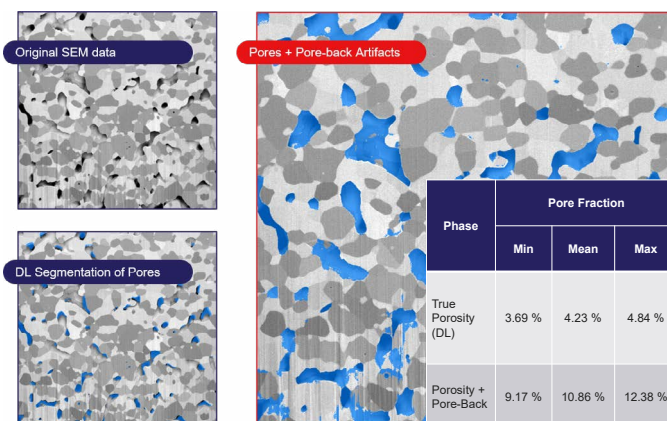 Original SEM data
Pores + Pore-back Artifacts
DL Segmentation of Pores
Phase
Pore Fraction
Min
Mean
Max
True
Porosity
(DL)
3.69 %
4.23 %
4.84 %
Porosity +
Pore-Back
9.17 %
10.86 %
12.38 %